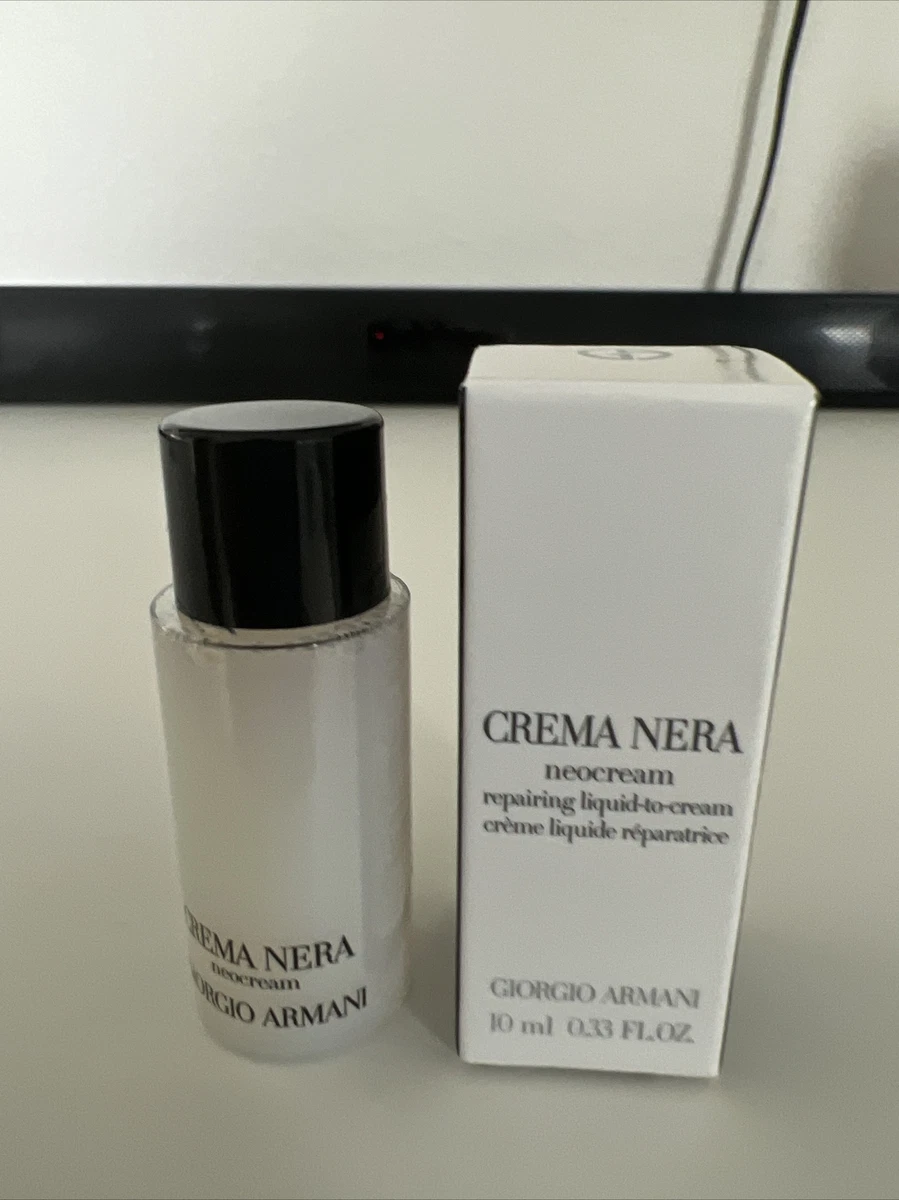 CREMA NERA
neocream
GIORGIO ARMANI
CREMA NERA
neocream
repairing liquid-to-cream
crème liquide réparatrice
GIORGIO ARMANI
10 ml 0.33 FL.OZ.